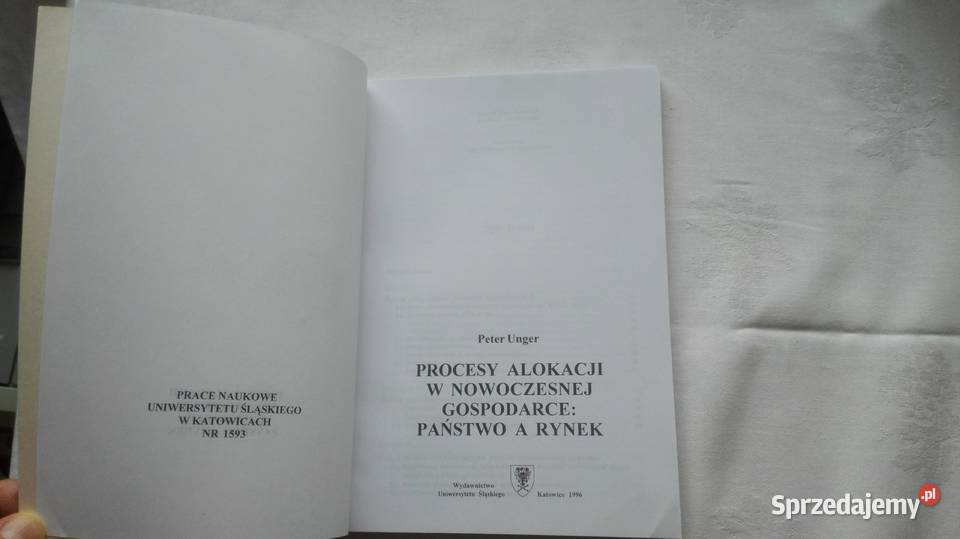 PRACE NAUKOWE
UNIWERSYTETU ŚLĄSKIEGO
W KATOWICACH
NR 1593
Peter Unger
PROCESY ALOKACJI
W NOWOCZESNEJ
GOSPODARCE:
PAŃSTWO A RYNEK
Wydawnictwo
Uniwersytetu Śląskiego
Katowice 1996
Sprzedajemy.pl